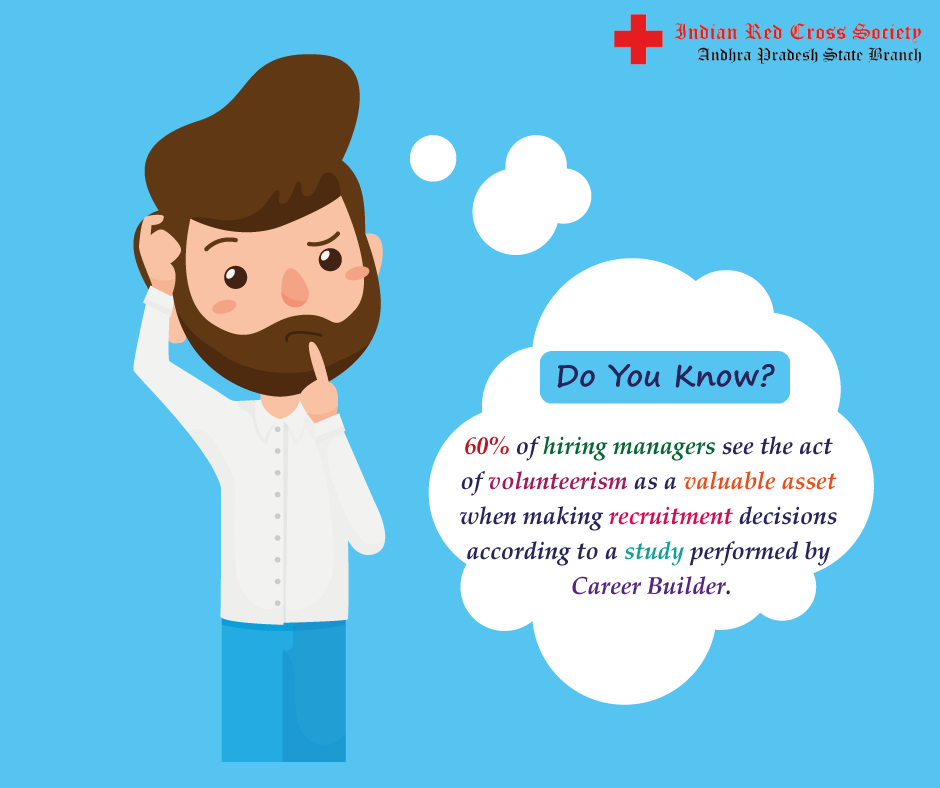 Indian Red Cross Society
Andhra Pradesh State Branch
Do You Know?
60% of hiring managers see the act
of volunteerism as a valuable asset
when making recruitment decisions
according to a study performed by
Career Builder.